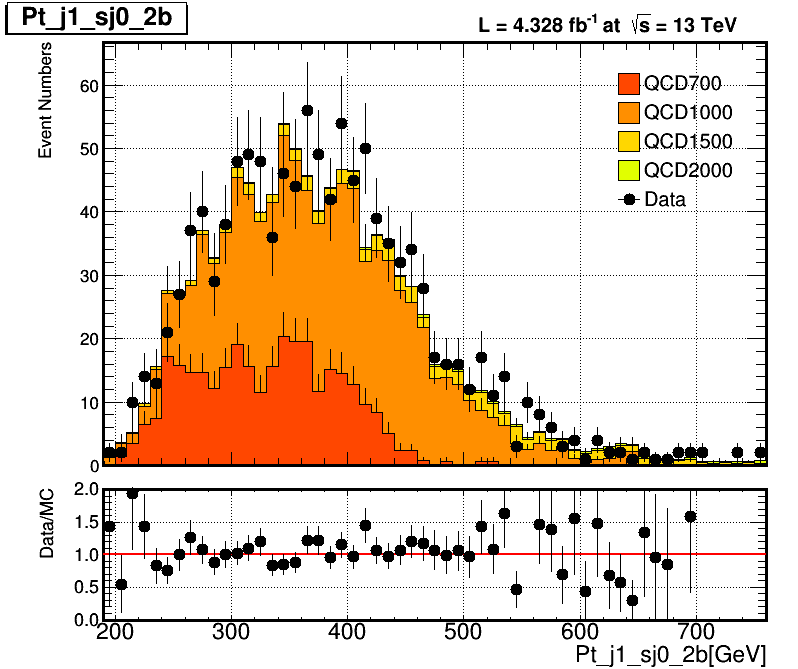 Pt_j1_sj0_2b
L = 4.328 fb-1 at √s = 13 TeV
Event Numbers
60
50
40
30
20
10
0
QCD700
QCD1000
QCD1500
QCD2000
Data
Data/MC
2.0
1.5
1.0
0.5
0.0
200 300 400 500 600 700
Pt_j1_sj0_2b[GeV]